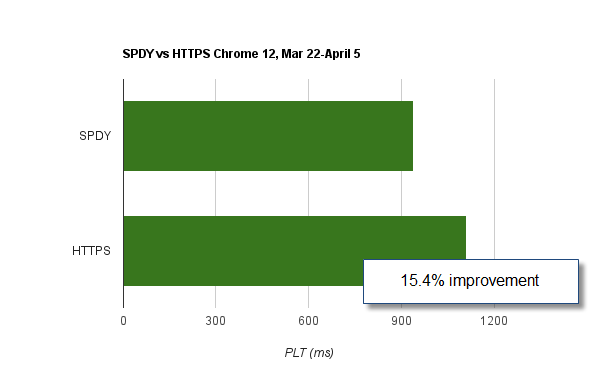 SPDY vs HTTPS Chrome 12, Mar 22-April 5
SPDY
HTTPS
15.4% improvement
0 300 600 900 1200
PLT (ms)